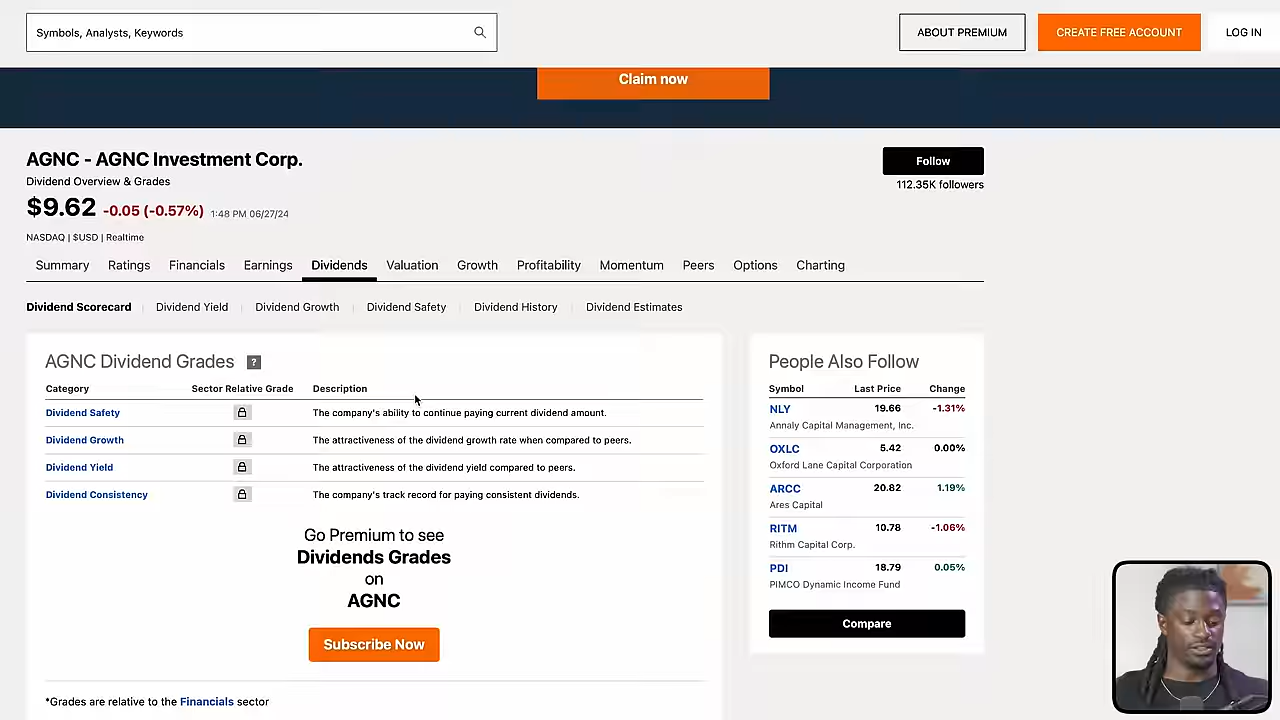 Symbols, Analysts, Keywords
ABOUT PREMIUM
CREATE FREE ACCOUNT
LOG IN
Claim now
AGNC - AGNC Investment Corp.
Follow
Dividend Overview & Grades
112.35K followers
$9.62 -0.05 (-0.57%) 1:48 PM 06/27/24
NASDAQ | $USD | Realtime
Summary Ratings Financials Earnings Dividends Valuation Growth Profitability Momentum Peers Options Charting
Dividend Scorecard Dividend Yield Dividend Growth Dividend Safety Dividend History Dividend Estimates
AGNC Dividend Grades ?
Category Sector Relative Grade Description
Dividend Safety The company's ability to continue paying current dividend amount.
Dividend Growth The attractiveness of the dividend growth rate when compared to peers.
Dividend Yield The attractiveness of the dividend yield compared to peers.
Dividend Consistency The company's track record for paying consistent dividends.
Go Premium to see
Dividends Grades
on
AGNC
Subscribe Now
*Grades are relative to the Financials sector
People Also Follow
Symbol Last Price Change
NLY 19.66 -1.31%
Annaly Capital Management, Inc.
OXLC 5.42 0.00%
Oxford Lane Capital Corporation
ARCC 20.82 1.19%
Ares Capital
RITM 10.78 -1.06%
Rithm Capital Corp.
PDI 18.79 0.05%
PIMCO Dynamic Income Fund
Compare